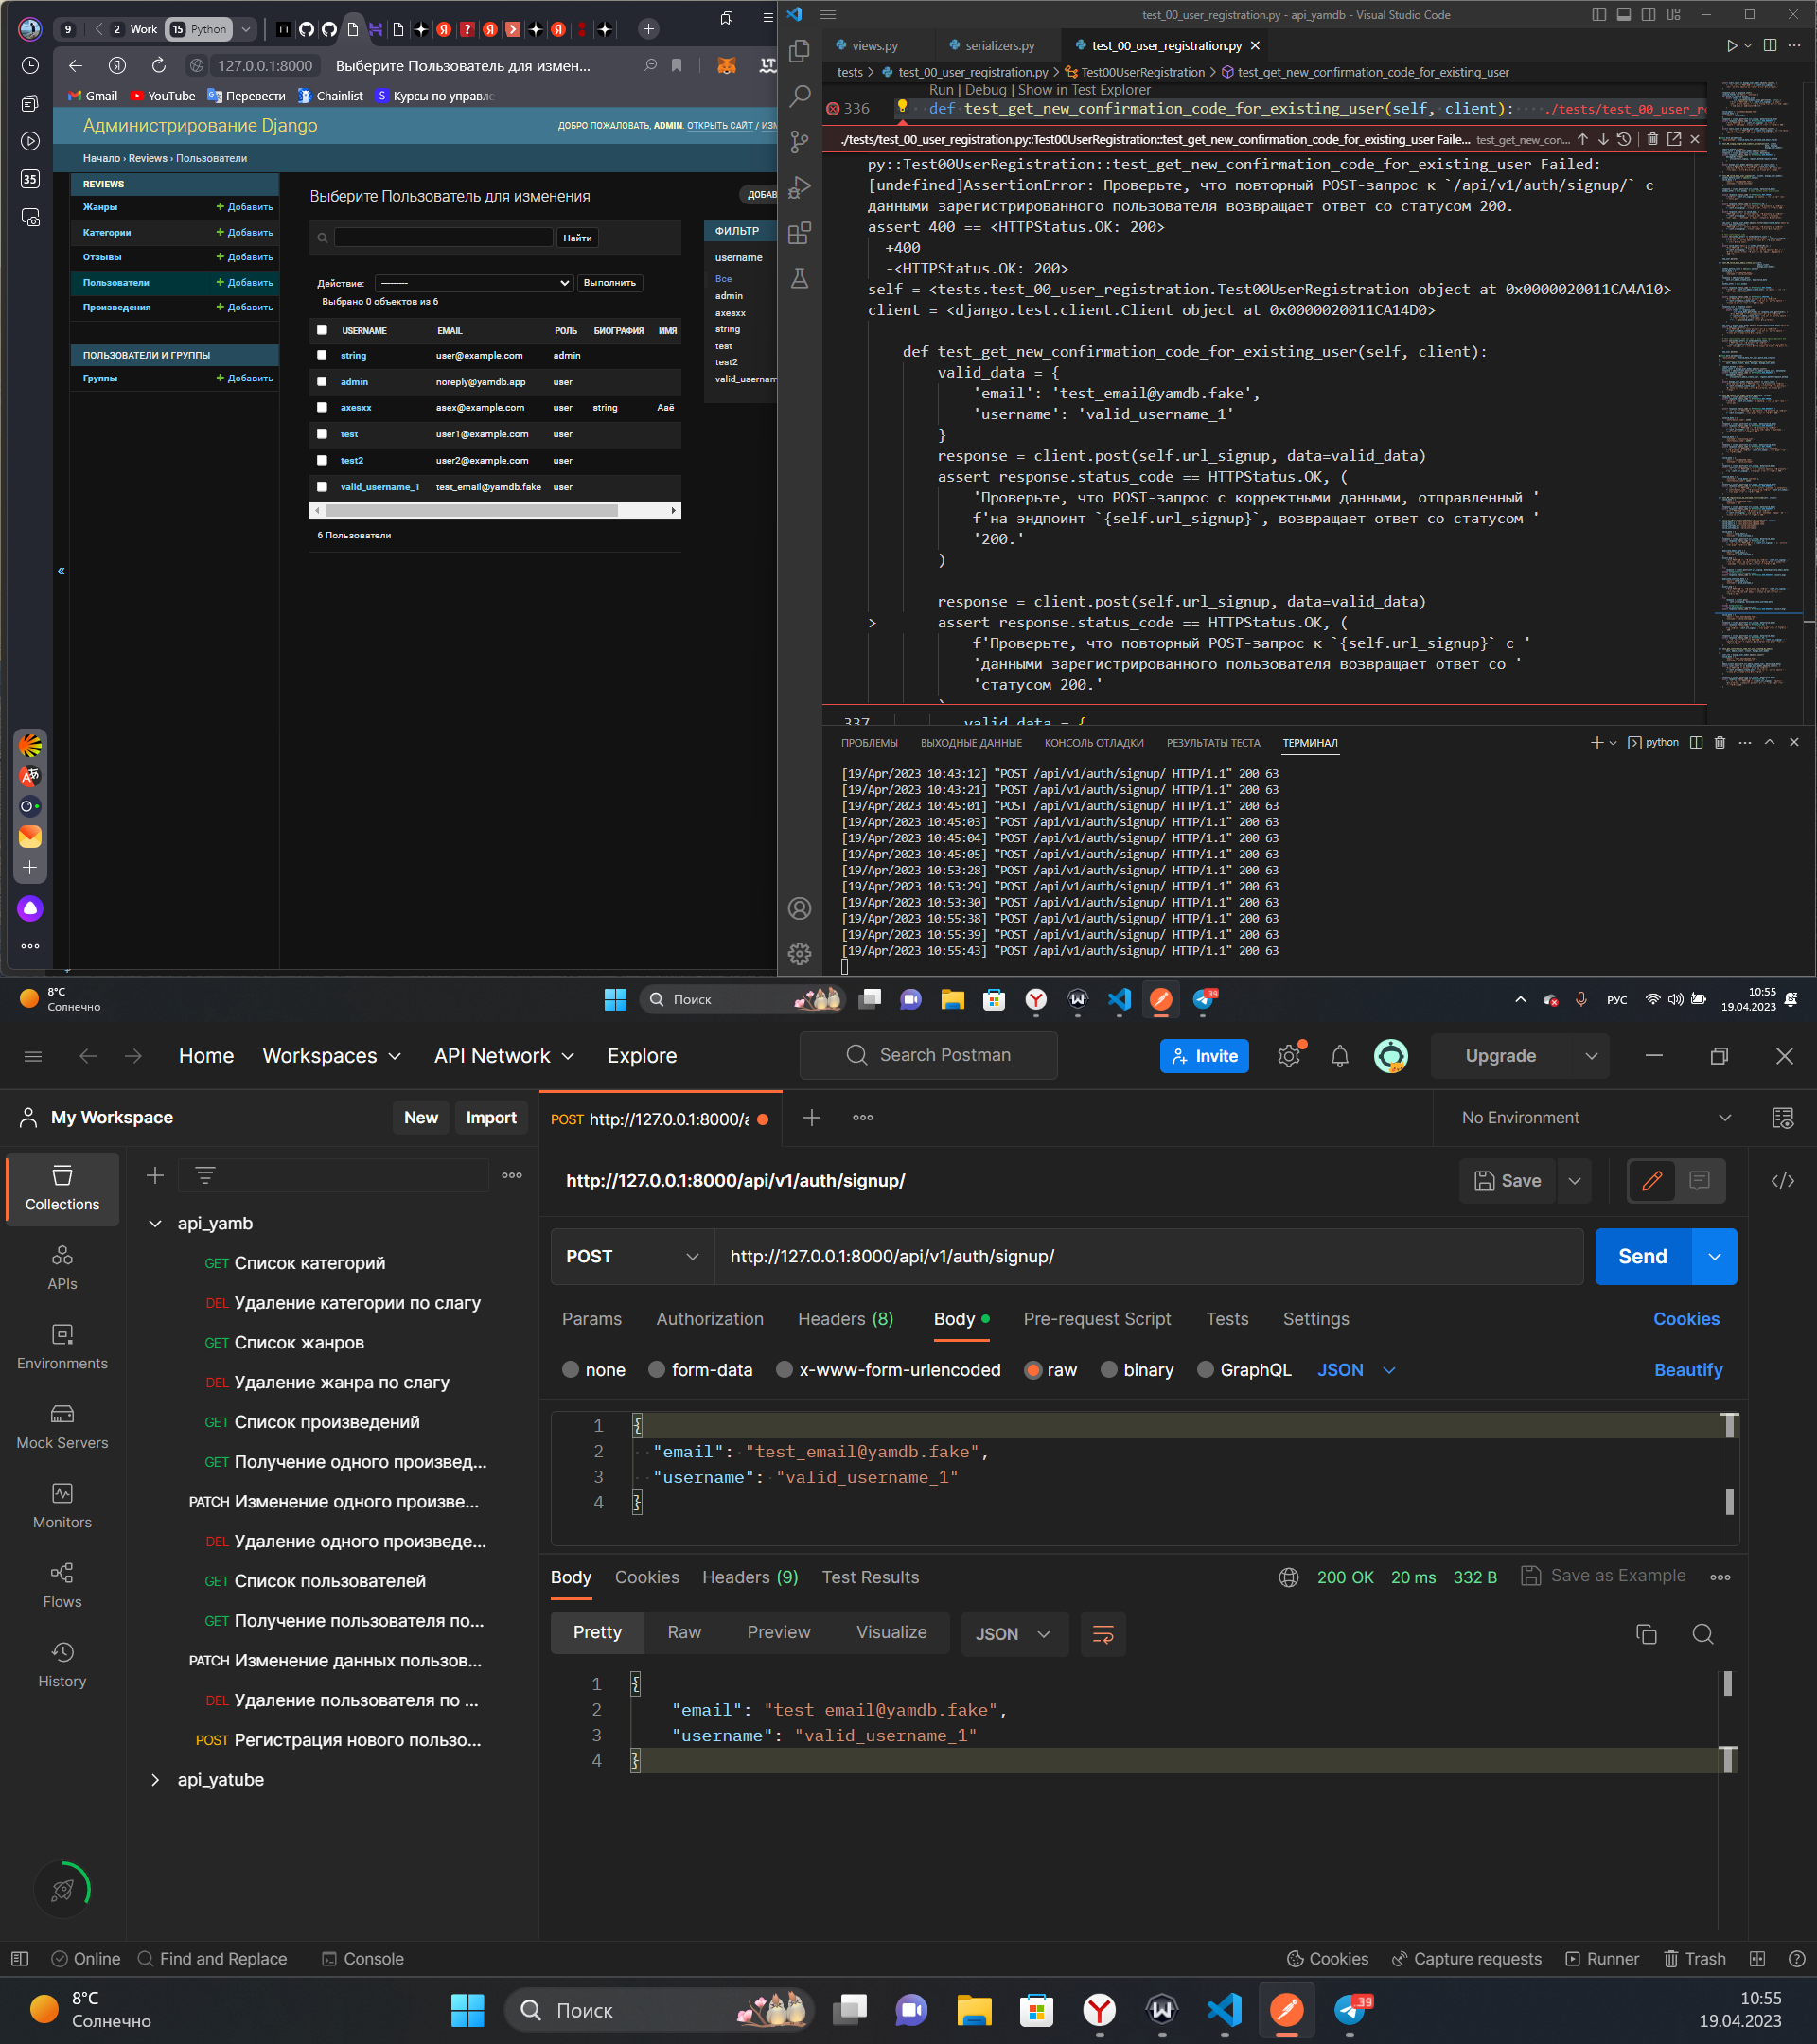 9 2 Work 15 Python
127.0.0.1:8000 Выберите Пользователь для измен...
Gmail YouTube Перевести Chainlist Курсы по управле
Администрирование Django
ДОБРО ПОЖАЛОВАТЬ, ADMIN. ОТКРЫТЬ САЙТ / ИЗМ
Начало › Reviews › Пользователи
REVIEWS
Жанры + Добавить
Категории + Добавить
Отзывы + Добавить
Пользователи + Добавить
Произведения + Добавить
ПОЛЬЗОВАТЕЛИ И ГРУППЫ
Группы + Добавить
Выберите Пользователь для изменения
ДОБАВ
Найти
Действие: --------- Выполнить
Выбрано 0 объектов из 6
USERNAME EMAIL РОЛЬ БИОГРАФИЯ ИМЯ
string user@example.com admin
admin noreply@yamdb.app user
axesxx asex@example.com user string Aaё
test user1@example.com user
test2 user2@example.com user
valid_username_1 test_email@yamdb.fake user
6 Пользователи
ФИЛЬТР
username
Все
admin
axesxx
string
test
test2
valid_usernam
35
test_00_user_registration.py - api_yamdb - Visual Studio Code
views.py serializers.py test_00_user_registration.py
tests > test_00_user_registration.py > Test00UserRegistration > test_get_new_confirmation_code_for_existing_user
Run | Debug | Show in Test Explorer
336 def test_get_new_confirmation_code_for_existing_user(self, client): ./tests/test_00_user_re
./tests/test_00_user_registration.py::Test00UserRegistration::test_get_new_confirmation_code_for_existing_user Faile... test_get_new_con...
py::Test00UserRegistration::test_get_new_confirmation_code_for_existing_user Failed:
[undefined]AssertionError: Проверьте, что повторный POST-запрос к `/api/v1/auth/signup/` с
данными зарегистрированного пользователя возвращает ответ со статусом 200.
assert 400 == <HTTPStatus.OK: 200>
+400
-<HTTPStatus.OK: 200>
self = <tests.test_00_user_registration.Test00UserRegistration object at 0x0000020011CA4A10>
client = <django.test.client.Client object at 0x0000020011CA14D0>
def test_get_new_confirmation_code_for_existing_user(self, client):
valid_data = {
'email': 'test_email@yamdb.fake',
'username': 'valid_username_1'
}
response = client.post(self.url_signup, data=valid_data)
assert response.status_code == HTTPStatus.OK, (
'Проверьте, что POST-запрос с корректными данными, отправленный '
f'на эндпоинт `{self.url_signup}`, возвращает ответ со статусом '
'200.'
)
response = client.post(self.url_signup, data=valid_data)
> assert response.status_code == HTTPStatus.OK, (
f'Проверьте, что повторный POST-запрос к `{self.url_signup}` с '
'данными зарегистрированного пользователя возвращает ответ со '
'статусом 200.'
337 valid_data = {
ПРОБЛЕМЫ ВЫХОДНЫЕ ДАННЫЕ КОНСОЛЬ ОТЛАДКИ РЕЗУЛЬТАТЫ ТЕСТА ТЕРМИНАЛ python
[19/Apr/2023 10:43:12] "POST /api/v1/auth/signup/ HTTP/1.1" 200 63
[19/Apr/2023 10:43:21] "POST /api/v1/auth/signup/ HTTP/1.1" 200 63
[19/Apr/2023 10:45:01] "POST /api/v1/auth/signup/ HTTP/1.1" 200 63
[19/Apr/2023 10:45:03] "POST /api/v1/auth/signup/ HTTP/1.1" 200 63
[19/Apr/2023 10:45:04] "POST /api/v1/auth/signup/ HTTP/1.1" 200 63
[19/Apr/2023 10:45:05] "POST /api/v1/auth/signup/ HTTP/1.1" 200 63
[19/Apr/2023 10:53:28] "POST /api/v1/auth/signup/ HTTP/1.1" 200 63
[19/Apr/2023 10:53:29] "POST /api/v1/auth/signup/ HTTP/1.1" 200 63
[19/Apr/2023 10:53:30] "POST /api/v1/auth/signup/ HTTP/1.1" 200 63
[19/Apr/2023 10:55:38] "POST /api/v1/auth/signup/ HTTP/1.1" 200 63
[19/Apr/2023 10:55:39] "POST /api/v1/auth/signup/ HTTP/1.1" 200 63
[19/Apr/2023 10:55:43] "POST /api/v1/auth/signup/ HTTP/1.1" 200 63
8°C
Солнечно
Поиск
39
РУС
10:55
19.04.2023
Home Workspaces API Network Explore Search Postman Invite Upgrade
My Workspace New Import POST http://127.0.0.1:8000/a No Environment
Collections
APIs
Environments
Mock Servers
Monitors
Flows
History
api_yamb
GET Список категорий
DEL Удаление категории по слагу
GET Список жанров
DEL Удаление жанра по слагу
GET Список произведений
GET Получение одного произвед...
PATCH Изменение одного произве...
DEL Удаление одного произведе...
GET Список пользователей
GET Получение пользователя по...
PATCH Изменение данных пользов...
DEL Удаление пользователя по ...
POST Регистрация нового пользо...
api_yatube
http://127.0.0.1:8000/api/v1/auth/signup/ Save
POST http://127.0.0.1:8000/api/v1/auth/signup/ Send
Params Authorization Headers (8) Body Pre-request Script Tests Settings Cookies
none form-data x-www-form-urlencoded raw binary GraphQL JSON Beautify
1 {
2 "email": "test_email@yamdb.fake",
3 "username": "valid_username_1"
4 }
Body Cookies Headers (9) Test Results 200 OK 20 ms 332 B Save as Example
Pretty Raw Preview Visualize JSON
1 {
2 "email": "test_email@yamdb.fake",
3 "username": "valid_username_1"
4 }
Online Find and Replace Console Cookies Capture requests Runner Trash
8°C
Солнечно
Поиск
39
10:55
19.04.2023